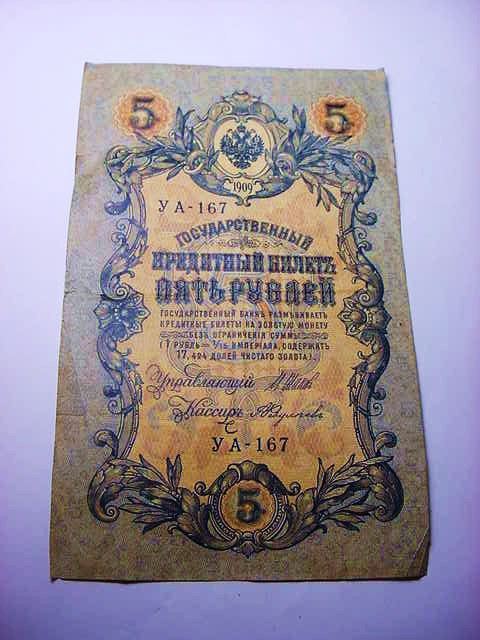 5 5
1909
УА-167
ГОСУДАРСТВЕННЫЙ
КРЕДИТНЫЙ БИЛЕТЪ
ПЯТЬ РУБЛЕЙ
ГОСУДАРСТВЕННЫЙ БАНКЪ РАЗМѢНИВАЕТЪ
КРЕДИТНЫЕ БИЛЕТЫ НА ЗОЛОТУЮ МОНЕТУ
БЕЗЪ ОГРАНИЧЕНІЯ СУММЫ
(1 РУБЛЬ = 1/15 ИМПЕРІАЛА, СОДЕРЖИТЪ
17,424 ДОЛЕЙ ЧИСТАГО ЗОЛОТА).
Управляющій
Кассиръ
УА-167
5